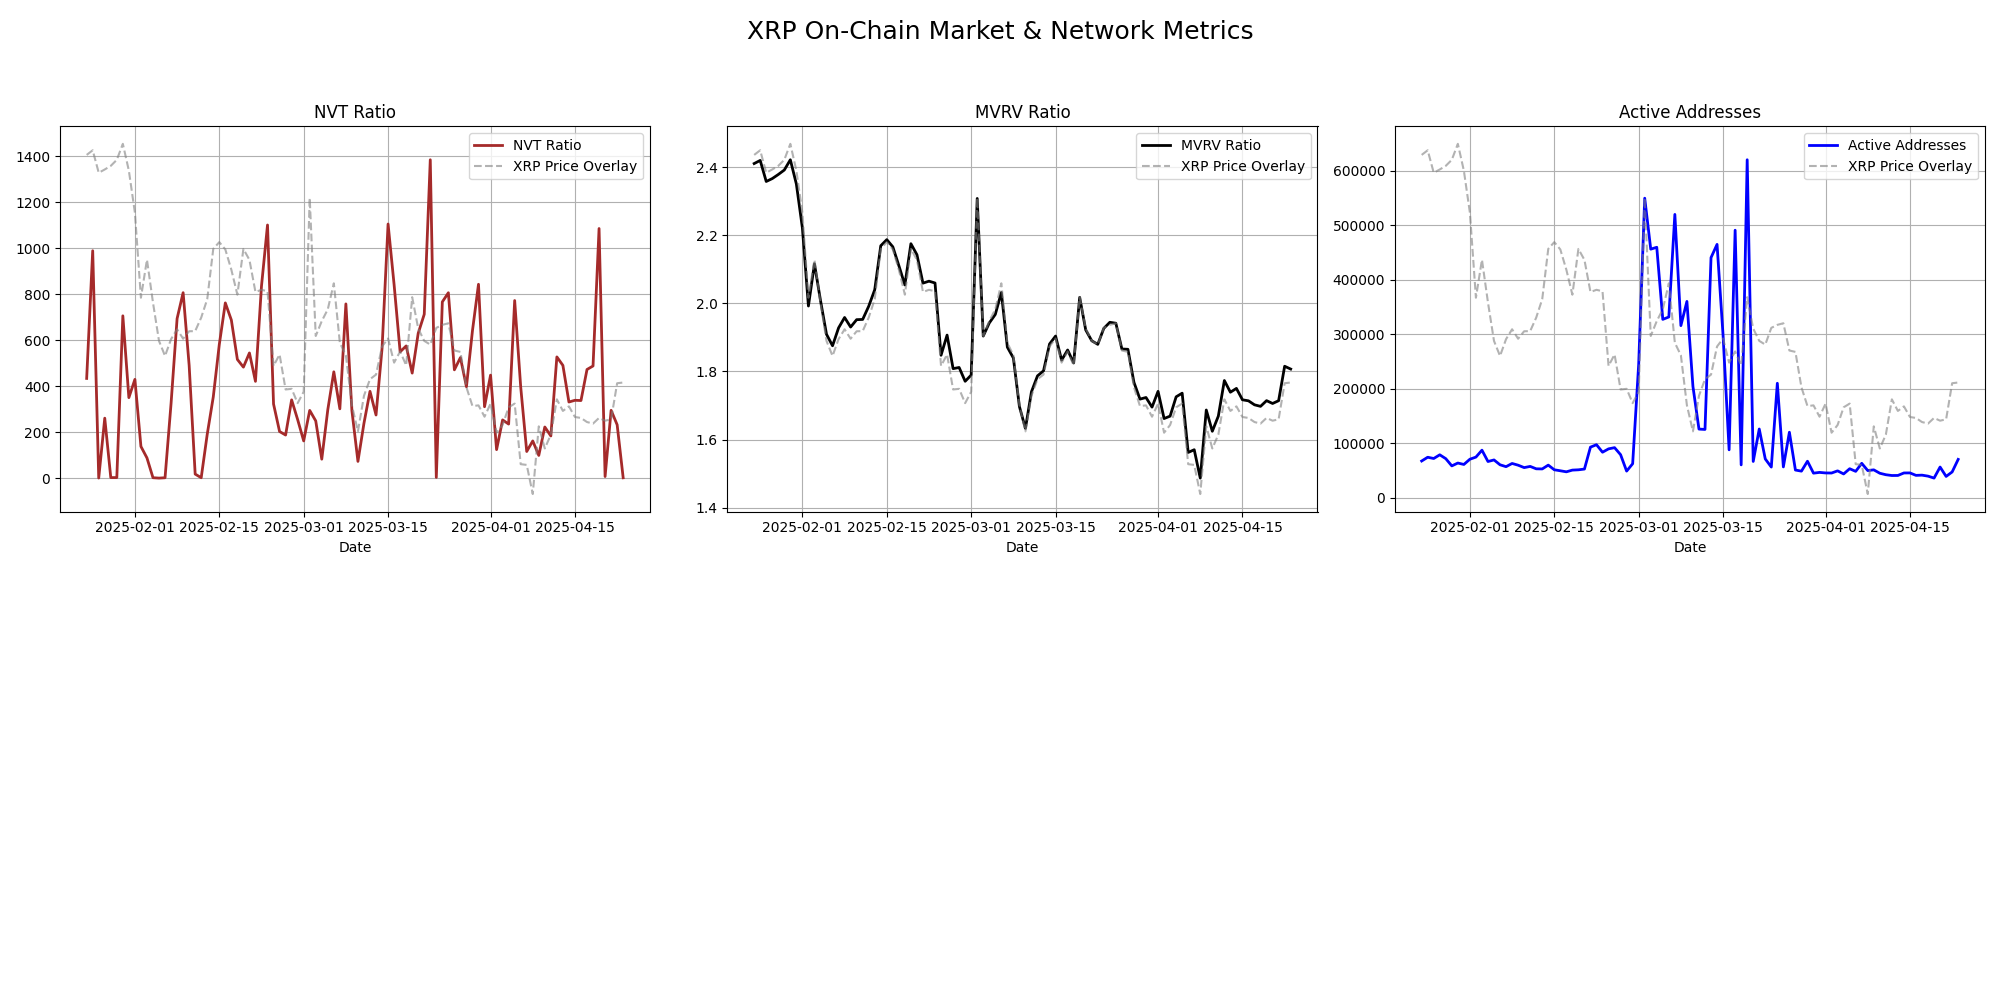 XRP On-Chain Market & Network Metrics
NVT Ratio
NVT Ratio
XRP Price Overlay
1400
1200
1000
800
600
400
200
0
2025-02-01 2025-02-15 2025-03-01 2025-03-15 2025-04-01 2025-04-15
Date
MVRV Ratio
MVRV Ratio
XRP Price Overlay
2.4
2.2
2.0
1.8
1.6
1.4
2025-02-01 2025-02-15 2025-03-01 2025-03-15 2025-04-01 2025-04-15
Date
Active Addresses
Active Addresses
XRP Price Overlay
600000
500000
400000
300000
200000
100000
0
2025-02-01 2025-02-15 2025-03-01 2025-03-15 2025-04-01 2025-04-15
Date